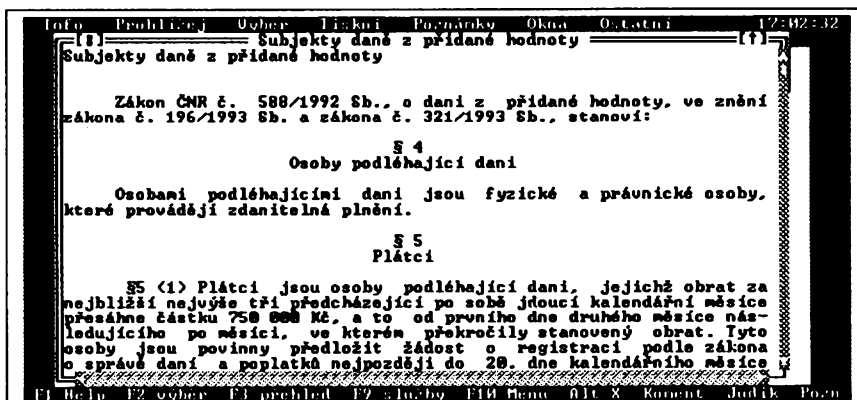 Info Prohlížej Výběr Tiskni Poznámky Okna Ostatní 17:02:32
Subjekty daně z přidané hodnoty
Subjekty daně z přidané hodnoty
Zákon ČNR č. 588/1992 Sb., o dani z přidané hodnoty, ve znění
zákona č. 196/1993 Sb. a zákona č. 321/1993 Sb., stanoví:
§ 4
Osoby podléhající dani
Osobami podléhajícími dani jsou fyzické a právnické osoby,
které provádějí zdanitelná plnění.
§ 5
Plátci
§5 (1) Plátci jsou osoby podléhající dani, jejichž obrat za
nejbližší nejvýše tři předcházející po sobě jdoucí kalendářní měsíce
přesáhne částku 750 000 Kč, a to od prvního dne druhého měsíce nás-
ledujícího po měsíci, ve kterém překročily stanovený obrat. Tyto
osoby jsou povinny předložit žádost o registraci podle zákona
o správě daní a poplatků nejpozději do 20. dne kalendářního měsíce
F1 Help F2 výběr F3 přehled F9 služby F10 Menu Alt X Koment Judik Pozn